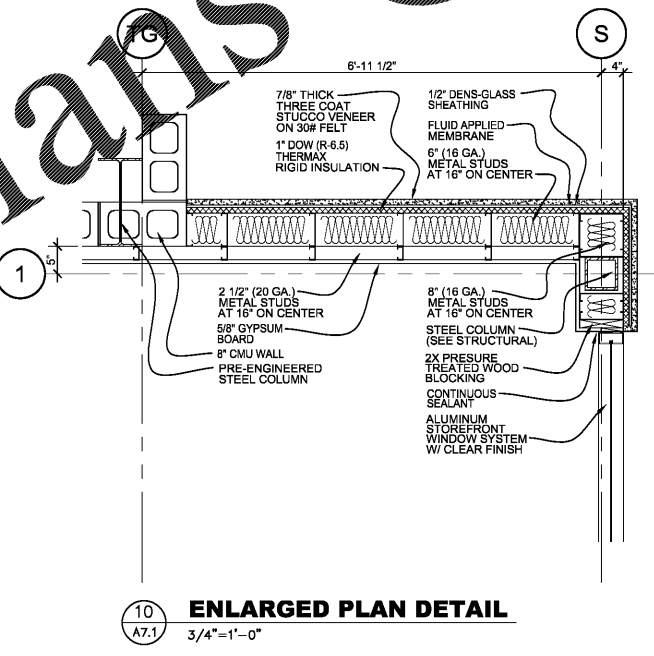 TG
S
6'-11 1/2"
4"
7/8" THICK
THREE COAT
STUCCO VENEER
ON 30# FELT
1" DOW (R-6.5)
THERMAX
RIGID INSULATION
1/2" DENS-GLASS
SHEATHING
FLUID APPLIED
MEMBRANE
6" (16 GA.)
METAL STUDS
AT 16" ON CENTER
1
5"
2 1/2" (20 GA.)
METAL STUDS
AT 16" ON CENTER
5/8" GYPSUM
BOARD
8" CMU WALL
PRE-ENGINEERED
STEEL COLUMN
8" (16 GA.)
METAL STUDS
AT 16" ON CENTER
STEEL COLUMN
(SEE STRUCTURAL)
2X PRESURE
TREATED WOOD
BLOCKING
CONTINUOUS
SEALANT
ALUMINUM
STOREFRONT
WINDOW SYSTEM
W/ CLEAR FINISH
10
A7.1
ENLARGED PLAN DETAIL
3/4"=1'-0"